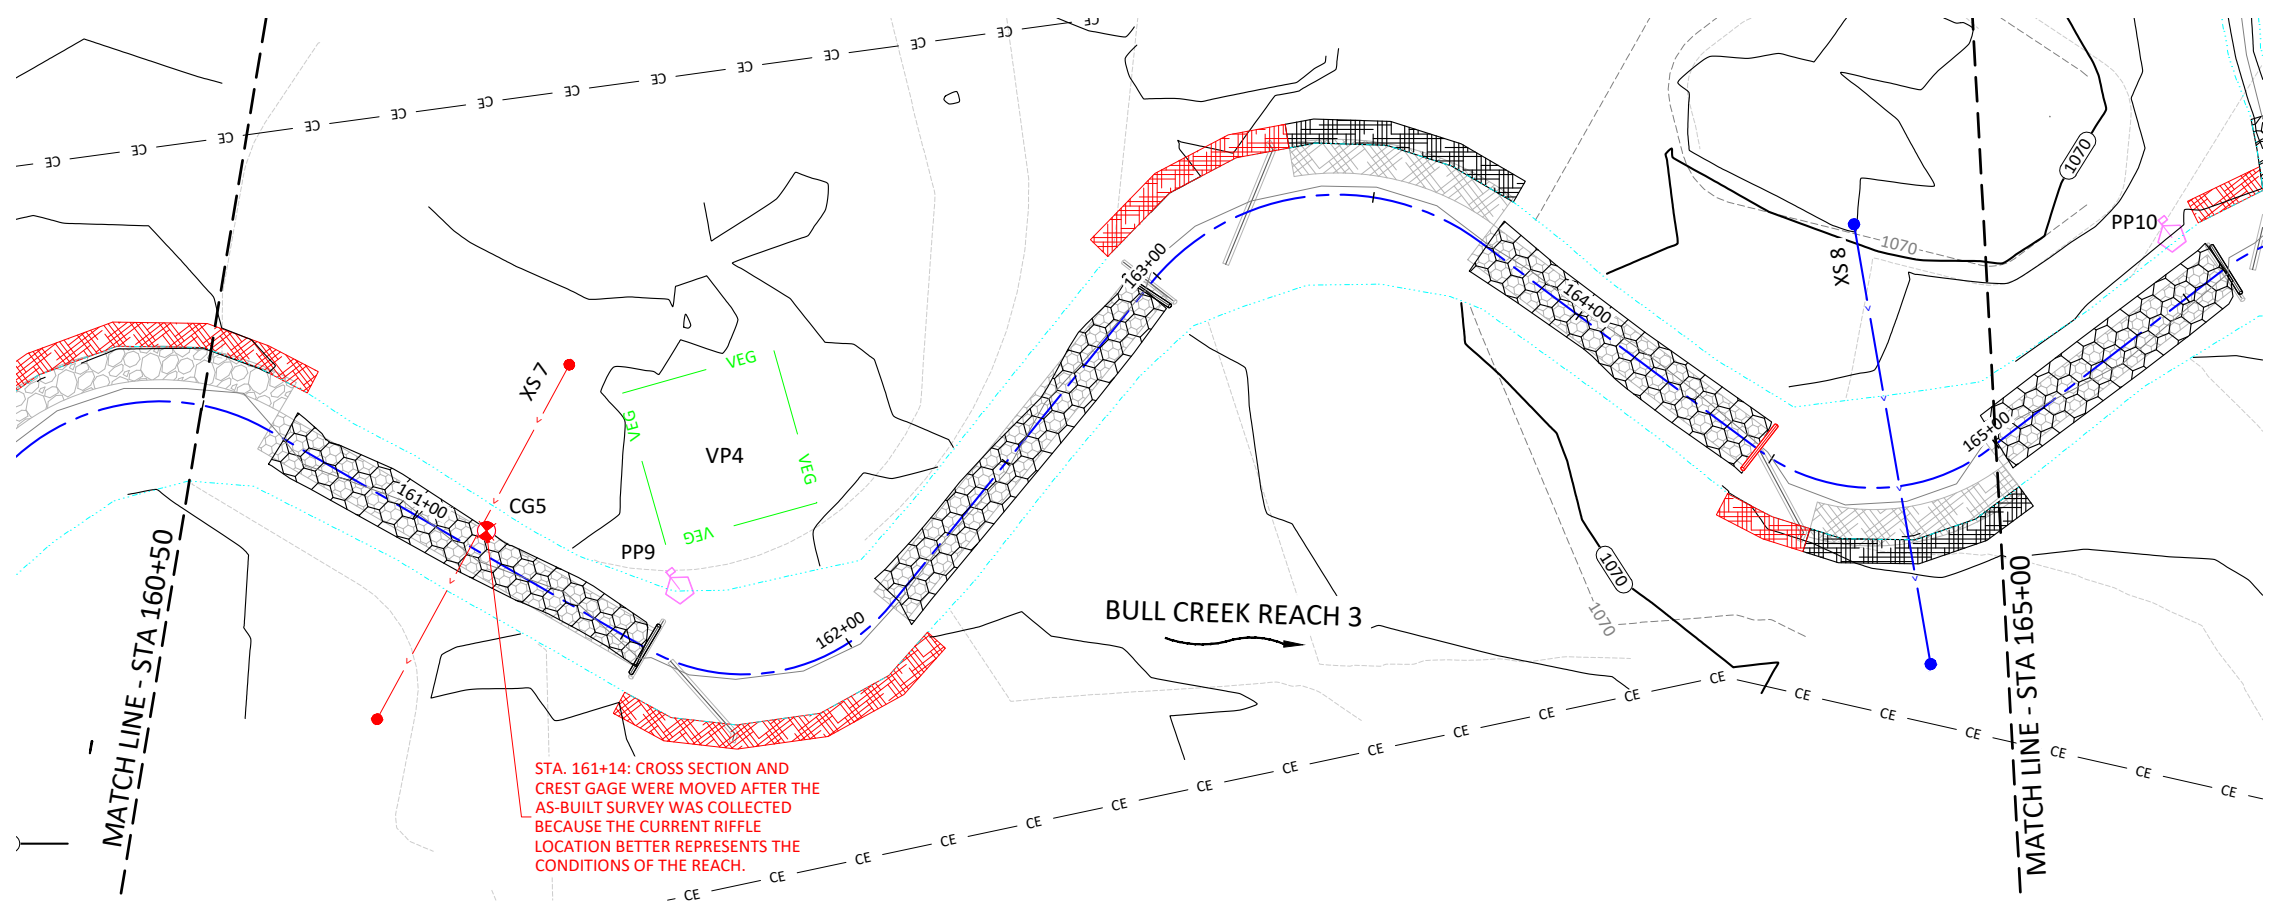 CE CE CE CE CE CE CE CE CE CE CE CE CE
1070
PP10
1070
XS 8
163+00
164+00
XS 7
VEG
VEG
VP4
VEG
VEG
165+00
161+00
CG5
PP9
162+00
1070
1070
BULL CREEK REACH 3
MATCH LINE - STA 160+50
MATCH LINE - STA 165+00
STA. 161+14: CROSS SECTION AND
CREST GAGE WERE MOVED AFTER THE
AS-BUILT SURVEY WAS COLLECTED
BECAUSE THE CURRENT RIFFLE
LOCATION BETTER REPRESENTS THE
CONDITIONS OF THE REACH.
CE CE CE CE CE CE CE CE CE CE CE CE CE CE CE CE CE CE CE